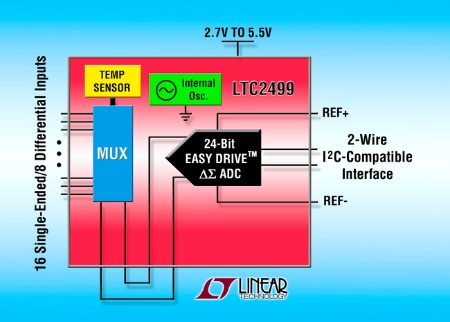 2.7V TO 5.5V
TEMP
SENSOR
Internal
Osc.
LTC2499
16 Single-Ended/8 Differential Inputs
MUX
24-Bit
EASY DRIVE™
ΔΣ ADC
REF+
2-Wire
I²C-Compatible
Interface
REF-
LINEAR
TECHNOLOGY